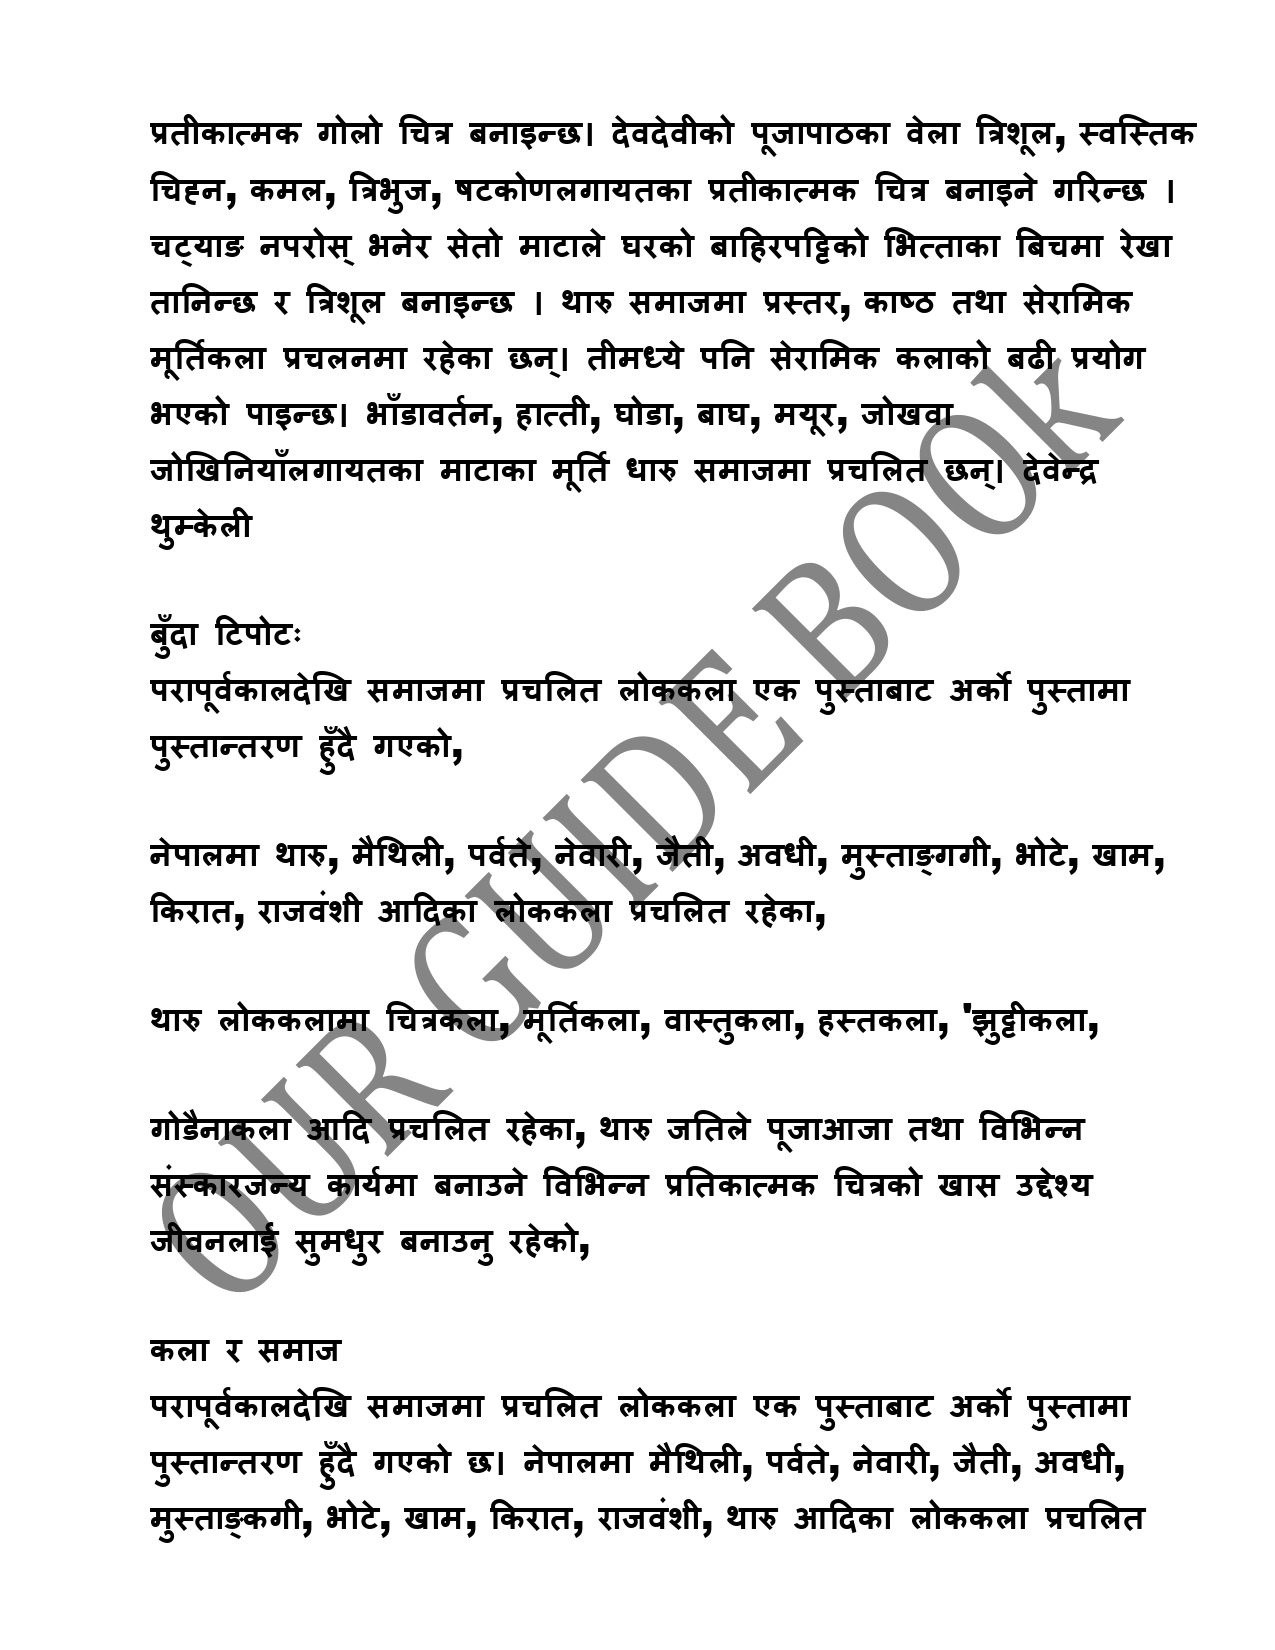 प्रतीकात्मक गोलो चित्र बनाइन्छ। देवदेवीको पूजापाठका वेला त्रिशूल, स्वस्तिक
चिह्न, कमल, त्रिभुज, षटकोणलगायतका प्रतीकात्मक चित्र बनाइने गरिन्छ ।
चट्‌याङ नपरोस् भनेर सेतो माटाले घरको बाहिरपट्टिको भित्ताका बिचमा रेखा
तानिन्छ र त्रिशूल बनाइन्छ । थारु समाजमा प्रस्तर, काष्ठ तथा सेरामिक
मूर्तिकला प्रचलनमा रहेका छन्। तीमध्ये पनि सेरामिक कलाको बढी प्रयोग
भएको पाइन्छ। भाँडावर्तन, हात्ती, घोडा, बाघ, मयूर, जोखवा
जोखिनियाँलगायतका माटाका मूर्ति धारु समाजमा प्रचलित छन्। देवेन्द्र
थुम्केली
बुँदा टिपोटः
परापूर्वकालदेखि समाजमा प्रचलित लोककला एक पुस्ताबाट अर्को पुस्तामा
पुस्तान्तरण हुँदै गएको,
नेपालमा थारु, मैथिली, पर्वते, नेवारी, जैती, अवधी, मुस्ताङ्गगी, भोटे, खाम,
किरात, राजवंशी आदिका लोककला प्रचलित रहेका,
थारु लोककलामा चित्रकला, मूर्तिकला, वास्तुकला, हस्तकला, 'झुट्टीकला,
गोडैनाकला आदि प्रचलित रहेका, थारु जतिले पूजाआजा तथा विभिन्न
संस्कारजन्य कार्यमा बनाउने विभिन्न प्रतिकात्मक चित्रको खास उद्देश्य
जीवनलाई सुमधुर बनाउनु रहेको,
कला र समाज
परापूर्वकालदेखि समाजमा प्रचलित लोककला एक पुस्ताबाट अर्को पुस्तामा
पुस्तान्तरण हुँदै गएको छ। नेपालमा मैथिली, पर्वते, नेवारी, जैती, अवधी,
मुस्ताङ्कगी, भोटे, खाम, किरात, राजवंशी, थारु आदिका लोककला प्रचलित
OUR GUIDE BOOk